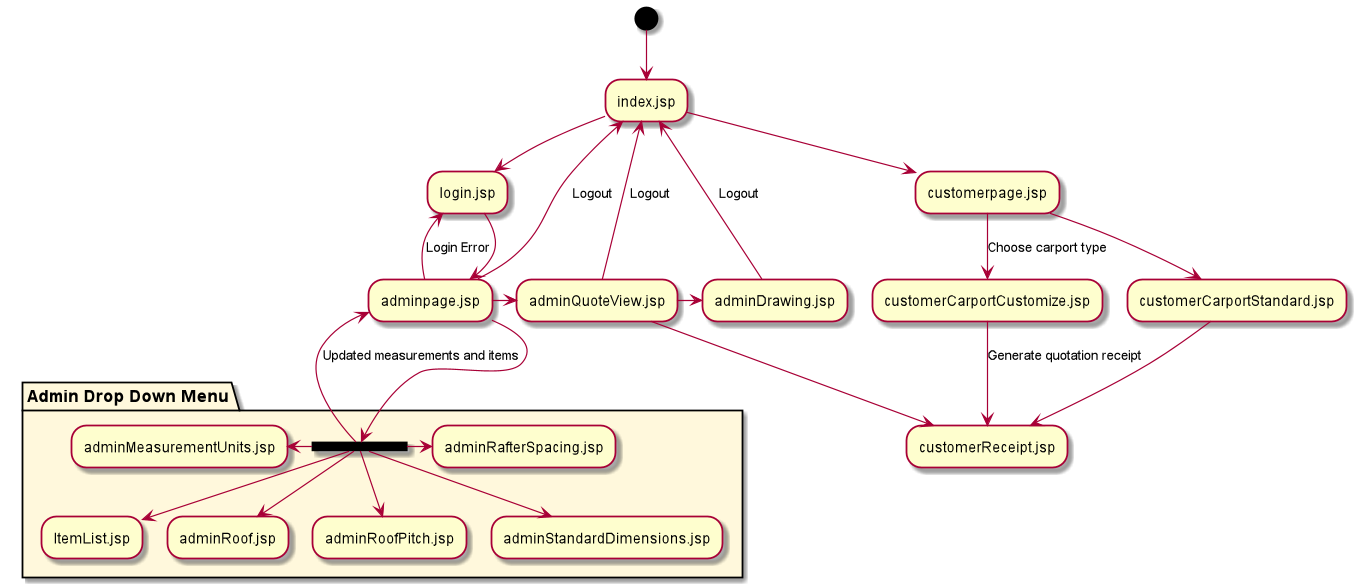 index.jsp
login.jsp
customerpage.jsp
Logout
Logout
Logout
Login Error
Choose carport type
adminpage.jsp
adminQuoteView.jsp
adminDrawing.jsp
customerCarportCustomize.jsp
customerCarportStandard.jsp
Updated measurements and items
Generate quotation receipt
Admin Drop Down Menu
adminMeasurementUnits.jsp
adminRafterSpacing.jsp
customerReceipt.jsp
ItemList.jsp
adminRoof.jsp
adminRoofPitch.jsp
adminStandardDimensions.jsp